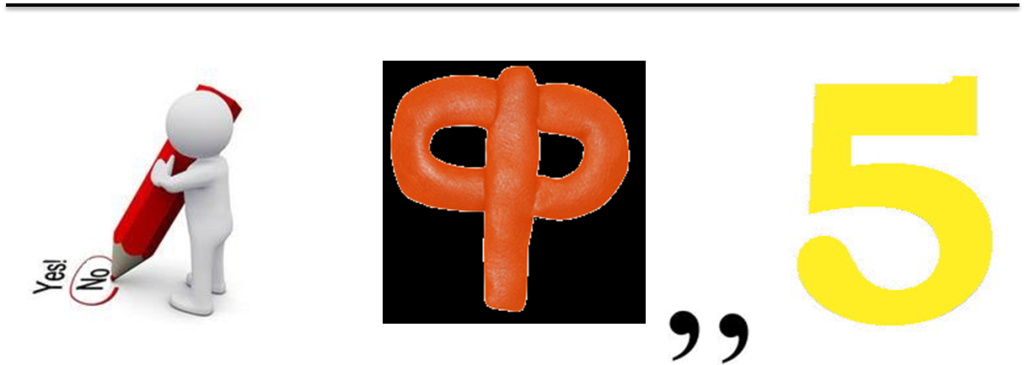 Yes!
No
Ф ,, 5